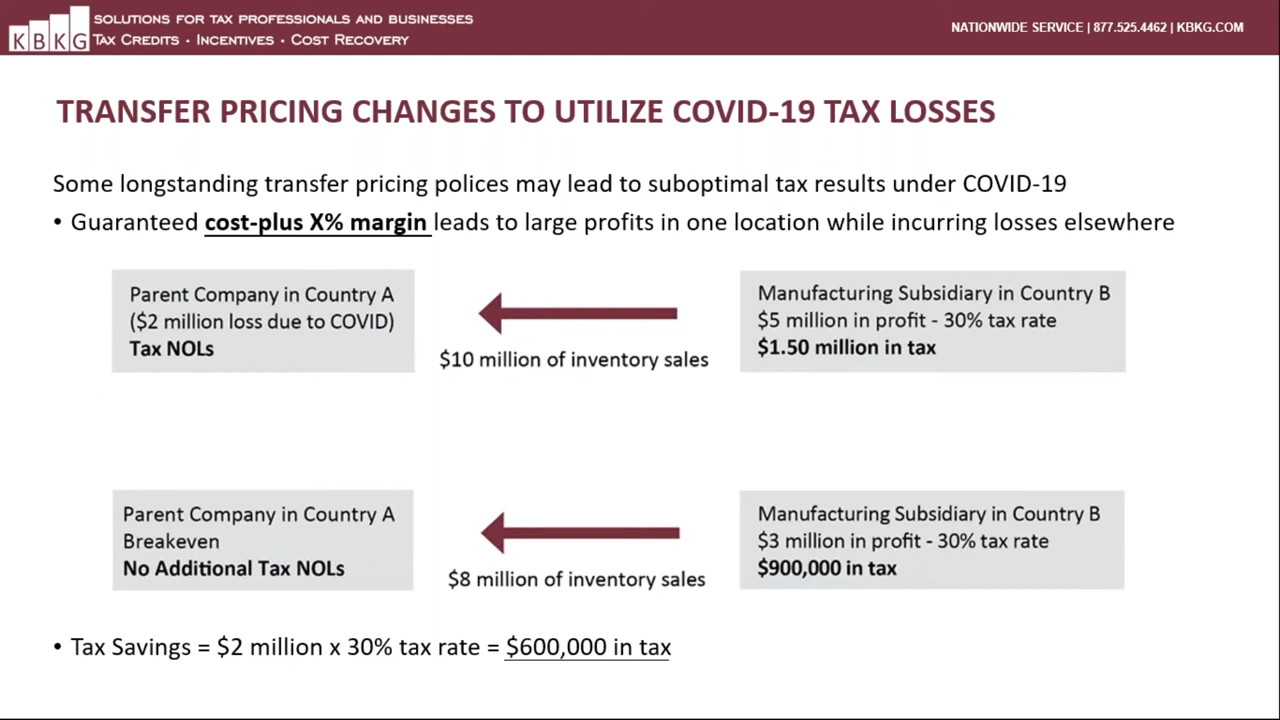 KBKG
SOLUTIONS FOR TAX PROFESSIONALS AND BUSINESSES
TAX CREDITS · INCENTIVES · COST RECOVERY
NATIONWIDE SERVICE | 877.525.4462 | KBKG.COM
TRANSFER PRICING CHANGES TO UTILIZE COVID-19 TAX LOSSES
Some longstanding transfer pricing polices may lead to suboptimal tax results under COVID-19
• Guaranteed cost-plus X% margin leads to large profits in one location while incurring losses elsewhere
Parent Company in Country A
($2 million loss due to COVID)
Tax NOLs
$10 million of inventory sales
Manufacturing Subsidiary in Country B
$5 million in profit - 30% tax rate
$1.50 million in tax
Parent Company in Country A
Breakeven
No Additional Tax NOLs
$8 million of inventory sales
Manufacturing Subsidiary in Country B
$3 million in profit - 30% tax rate
$900,000 in tax
• Tax Savings = $2 million x 30% tax rate = $600,000 in tax